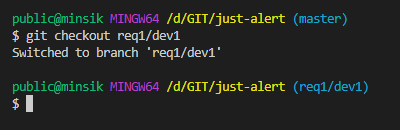 public@minsik MINGW64 /d/GIT/just-alert (master)
$ git checkout req1/dev1
Switched to branch 'req1/dev1'
public@minsik MINGW64 /d/GIT/just-alert (req1/dev1)
$